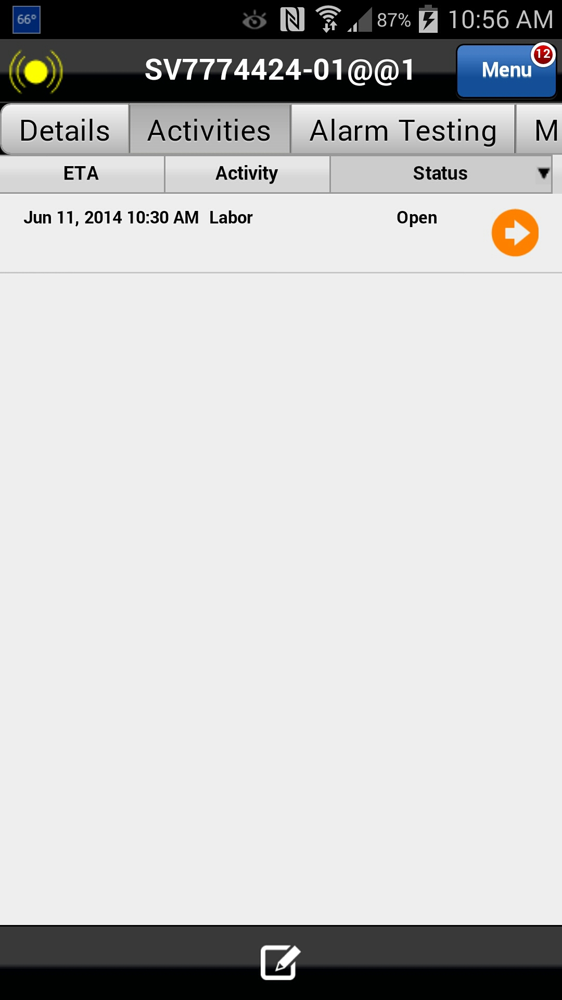 66° 87% 10:56 AM
SV7774424-01@@1 Menu 12
Details Activities Alarm Testing M
ETA Activity Status
Jun 11, 2014 10:30 AM Labor Open